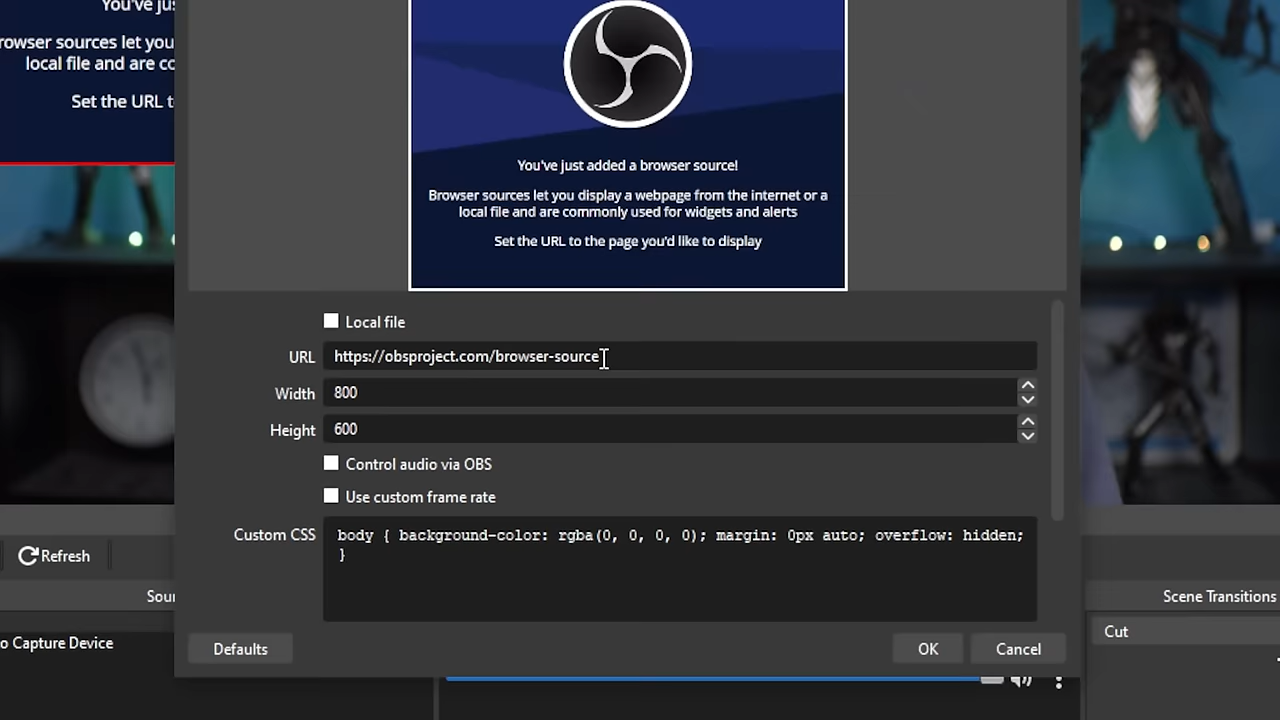 You've jus
rowser sources let you
local file and are co
Set the URL t
You've just added a browser source!
Browser sources let you display a webpage from the internet or a
local file and are commonly used for widgets and alerts
Set the URL to the page you'd like to display
Local file
URL https://obsproject.com/browser-source
Width 800
Height 600
Control audio via OBS
Use custom frame rate
Custom CSS body { background-color: rgba(0, 0, 0, 0); margin: 0px auto; overflow: hidden;
}
Refresh
Sour
Scene Transitions
o Capture Device
Cut
Defaults OK Cancel